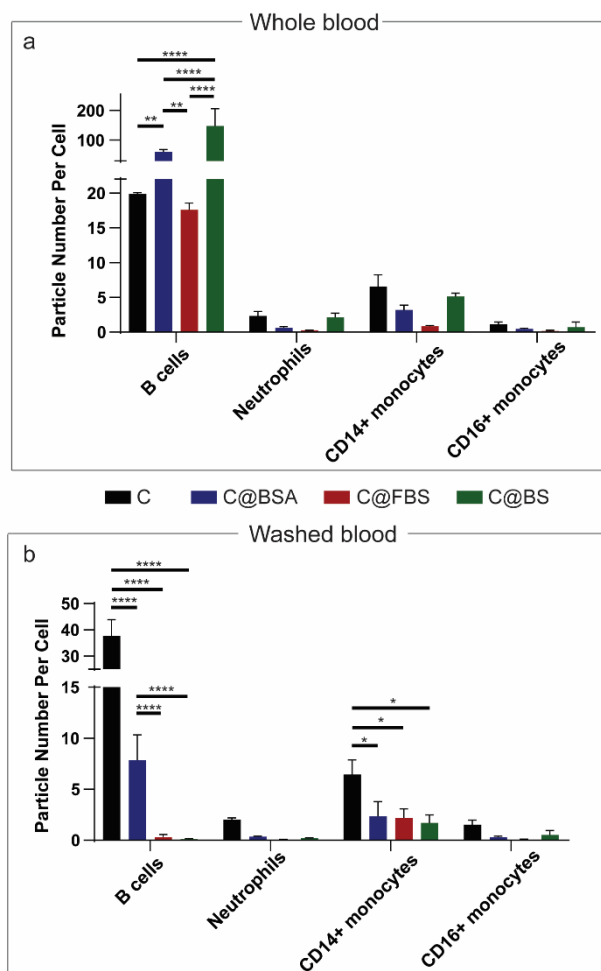 Whole blood
a
****
****
**
**
****
Particle Number Per Cell
200
100
20
15
10
5
0
B cells
Neutrophils
CD14+ monocytes
CD16+ monocytes
C
C@BSA
C@FBS
C@BS
Washed blood
b
****
****
****
****
****
*
*
*
Particle Number Per Cell
50
40
30
15
10
5
0
B cells
Neutrophils
CD14+ monocytes
CD16+ monocytes